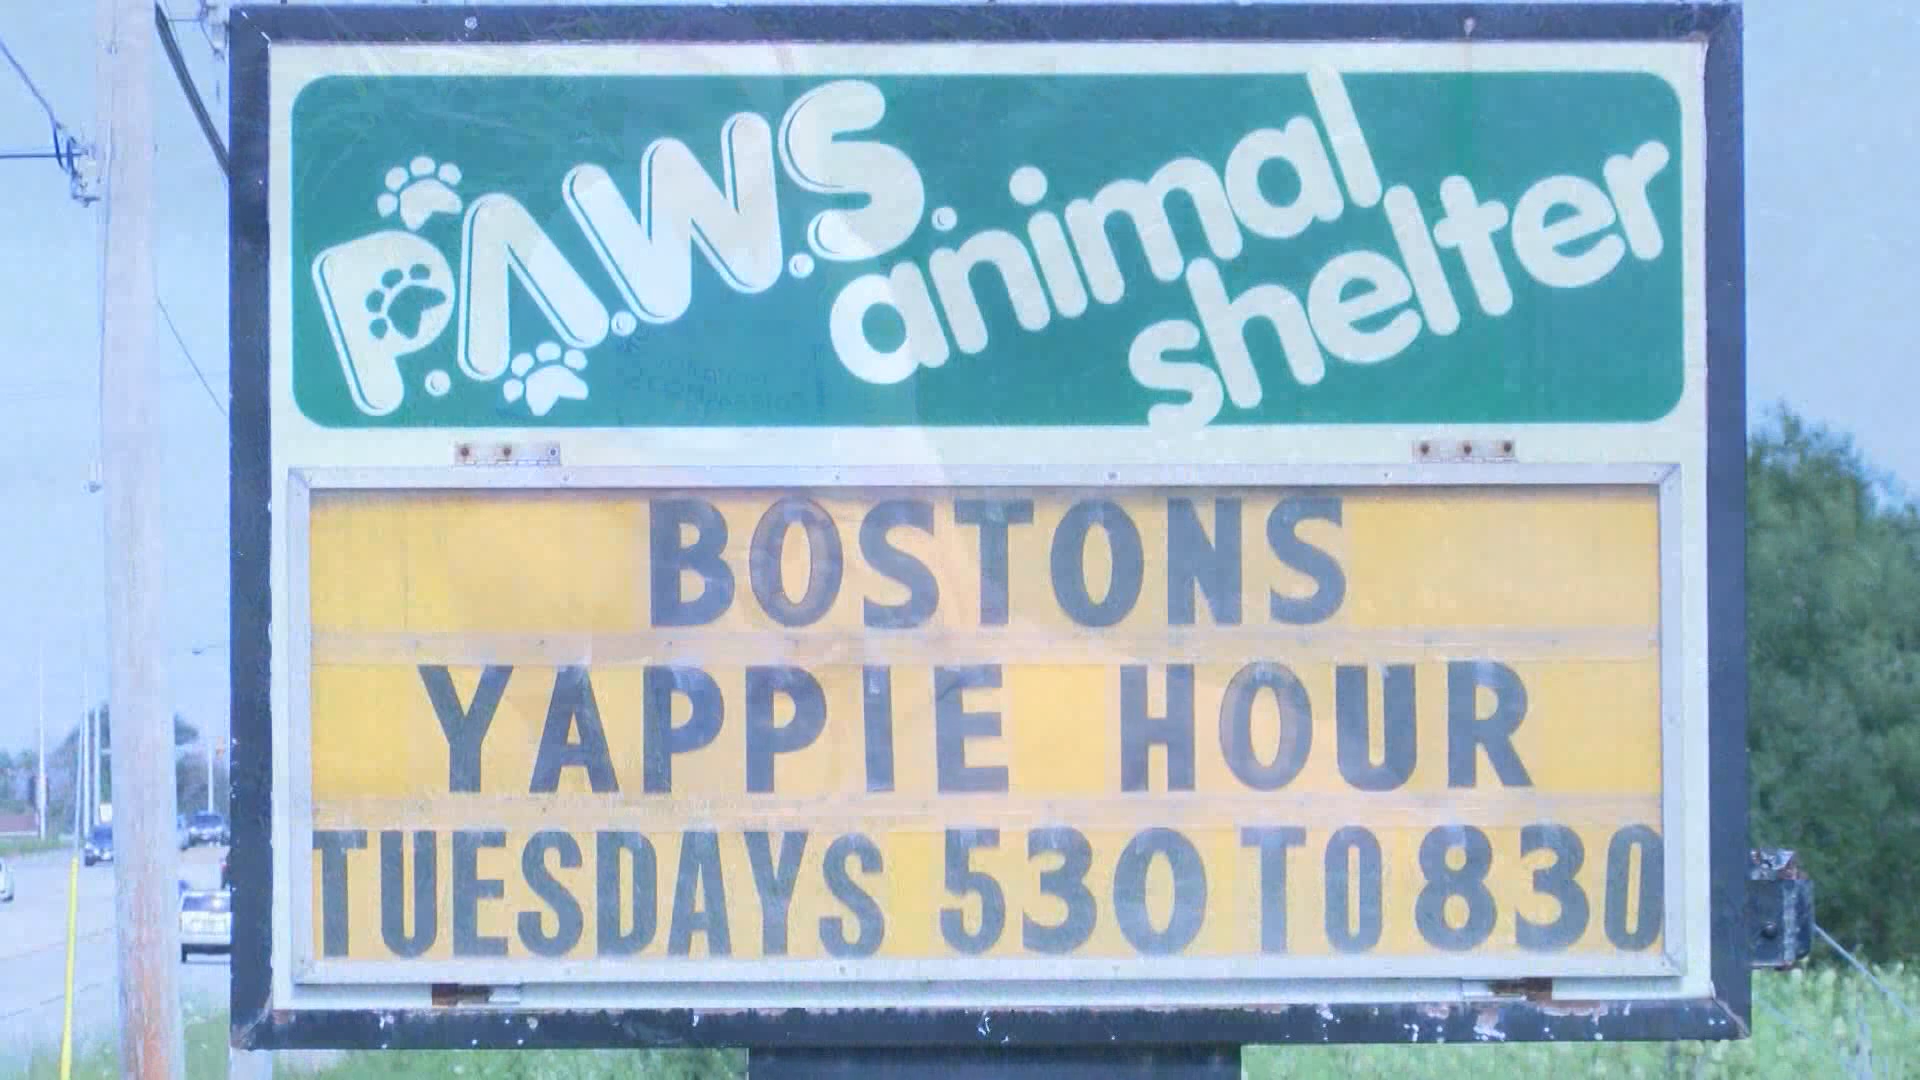 P.A.W.S. animal
shelter
BOSTONS
YAPPIE HOUR
TUESDAYS 530 TO 830